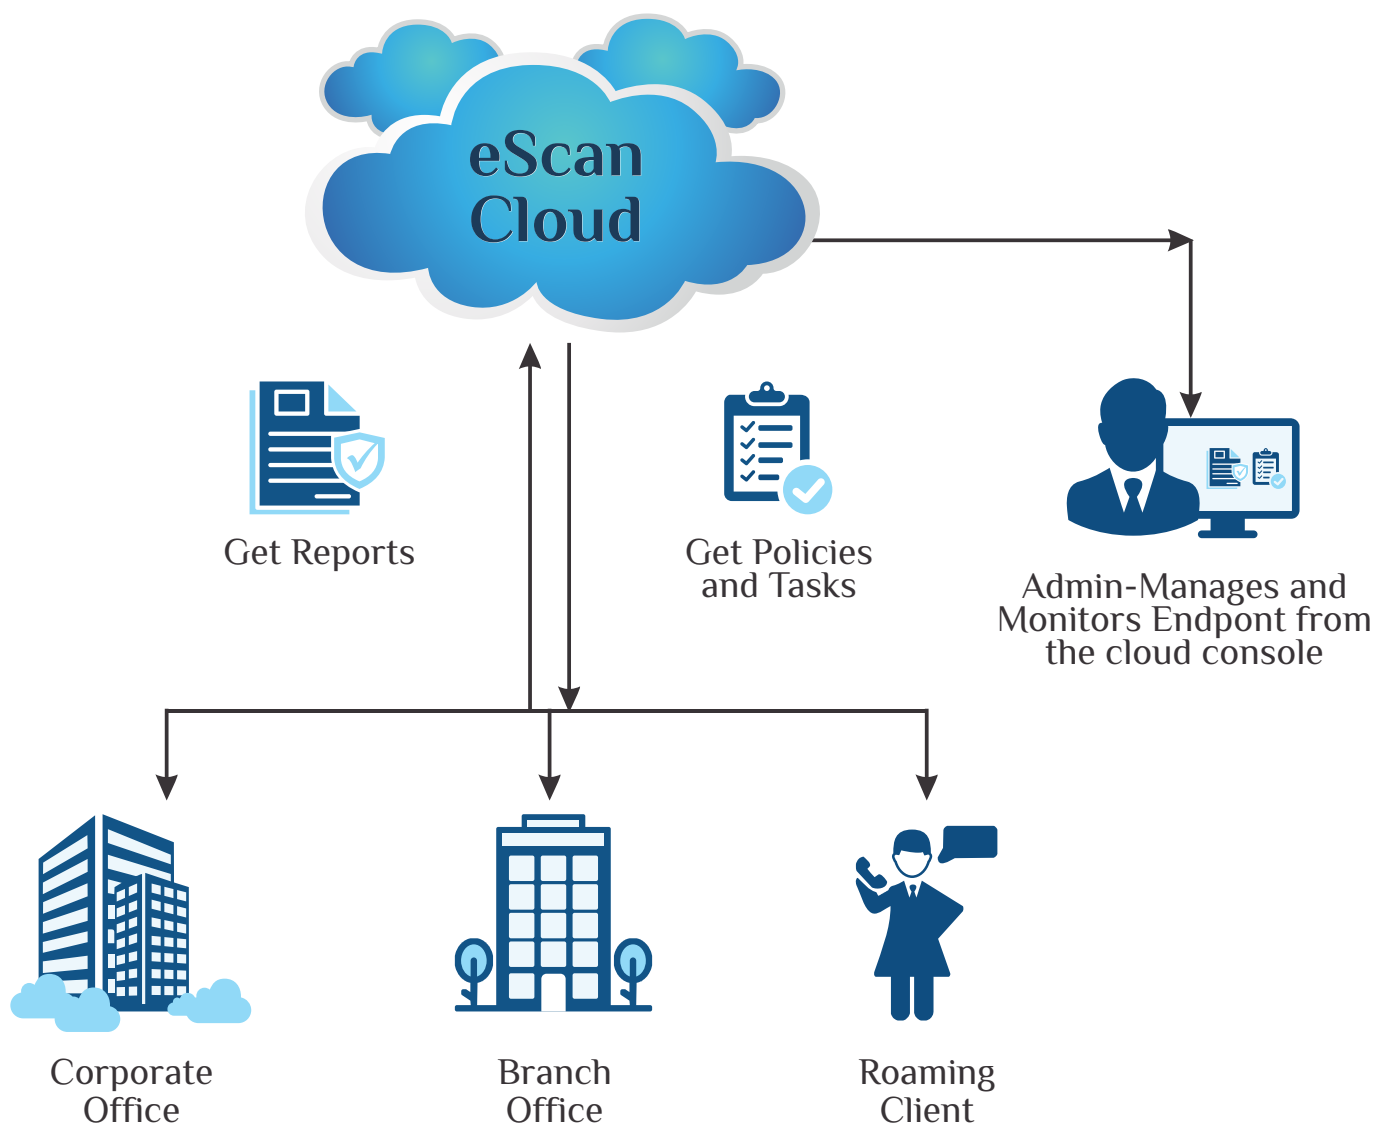 eScan
Cloud
Get Reports
Get Policies
and Tasks
Admin-Manages and
Monitors Endpont from
the cloud console
Corporate
Office
Branch
Office
Roaming
Client